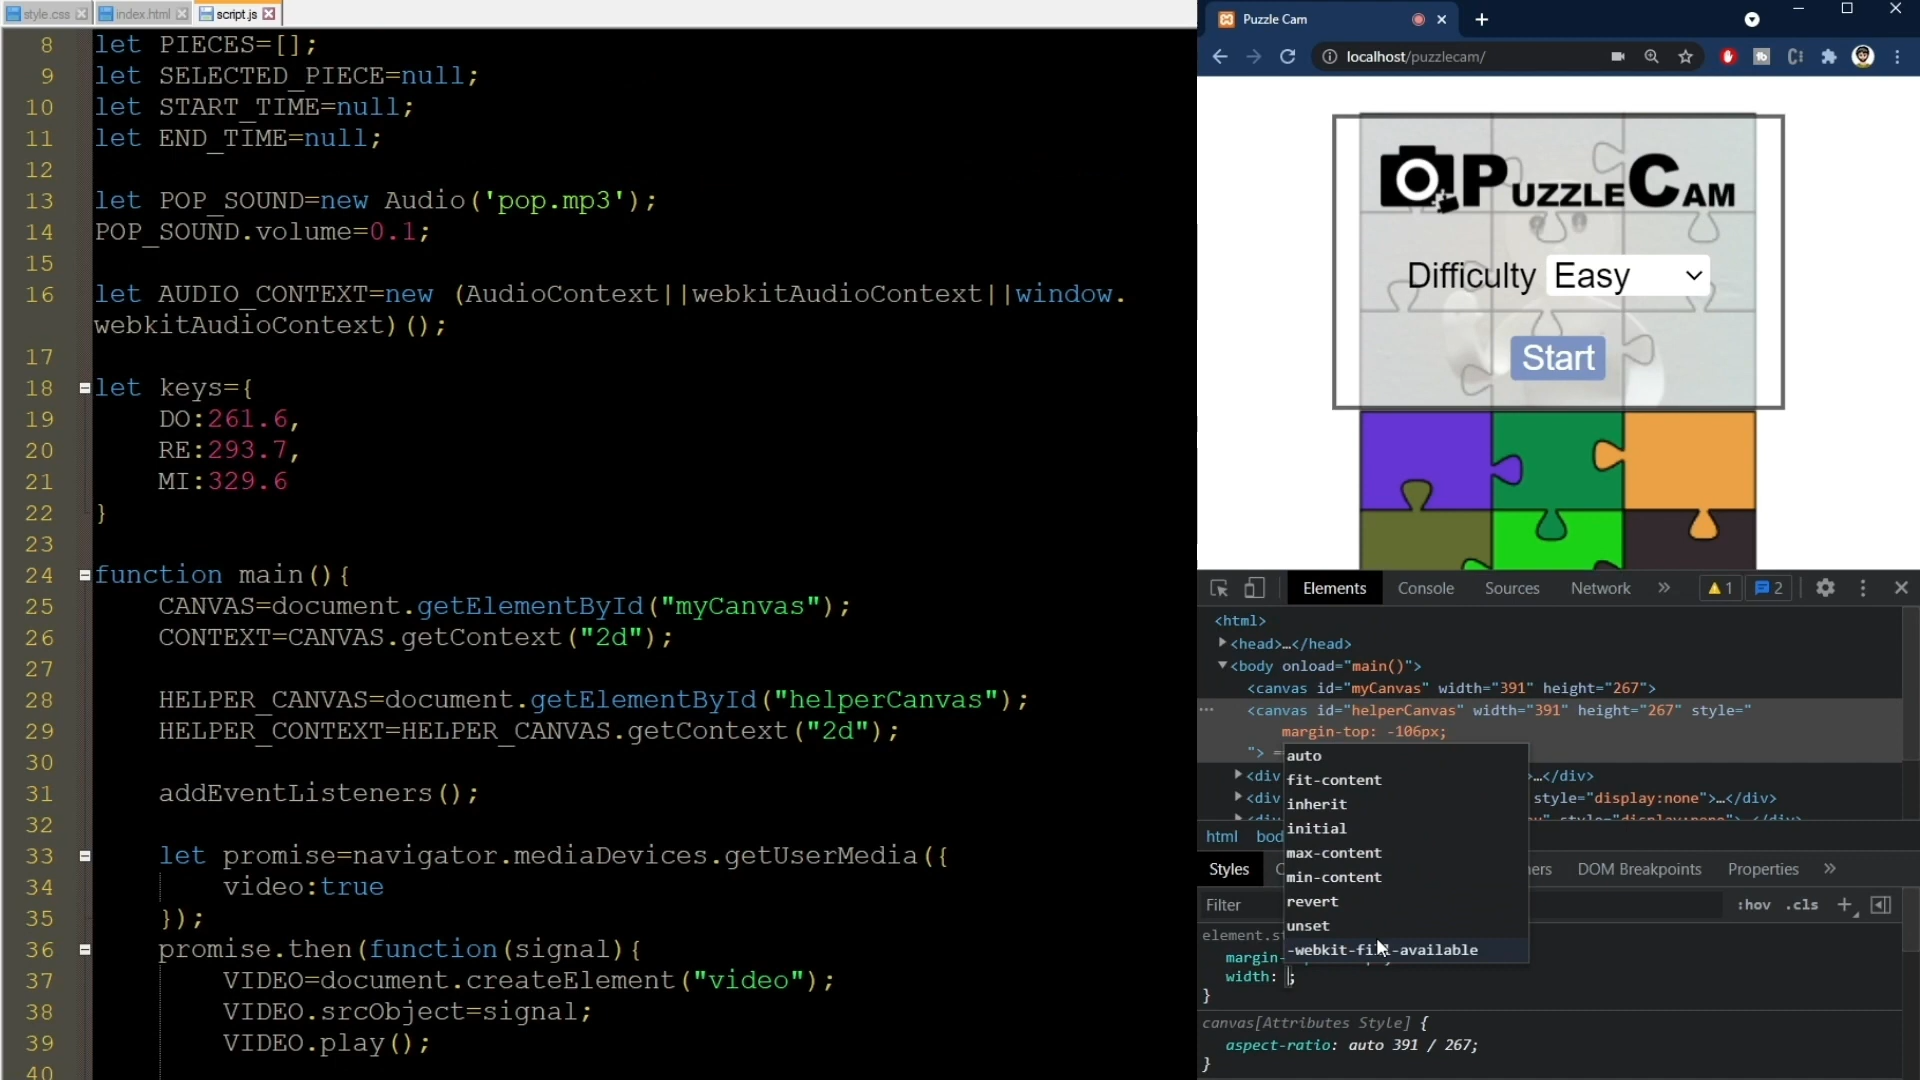 style.css
index.html
script.js
8 let PIECES=[];
9 let SELECTED_PIECE=null;
10 let START_TIME=null;
11 let END_TIME=null;
12
13 let POP_SOUND=new Audio('pop.mp3');
14 POP_SOUND.volume=0.1;
15
16 let AUDIO_CONTEXT=new (AudioContext||webkitAudioContext||window.
webkitAudioContext)();
17
18 let keys={
19 DO:261.6,
20 RE:293.7,
21 MI:329.6
22 }
23
24 function main(){
25 CANVAS=document.getElementById("myCanvas");
26 CONTEXT=CANVAS.getContext("2d");
27
28 HELPER_CANVAS=document.getElementById("helperCanvas");
29 HELPER_CONTEXT=HELPER_CANVAS.getContext("2d");
30
31 addEventListeners();
32
33 let promise=navigator.mediaDevices.getUserMedia({
34 video:true
35 });
36 promise.then(function(signal){
37 VIDEO=document.createElement("video");
38 VIDEO.srcObject=signal;
39 VIDEO.play();
40
Puzzle Cam
localhost/puzzlecam/
PUZZLECAM
Difficulty Easy
Start
Elements Console Sources Network » 1 2
<html>
<head>…</head>
<body onload="main()">
<canvas id="myCanvas" width="391" height="267">
<canvas id="helperCanvas" width="391" height="267" style="
margin-top: -106px;
">
<div …</div>
<div style="display:none">…</div>
html
Styles DOM Breakpoints Properties »
Filter :hov .cls
margin-
width: ;
}
auto
fit-content
inherit
initial
max-content
min-content
revert
unset
-webkit-fill-available
canvas[Attributes Style] {
aspect-ratio: auto 391 / 267;
}